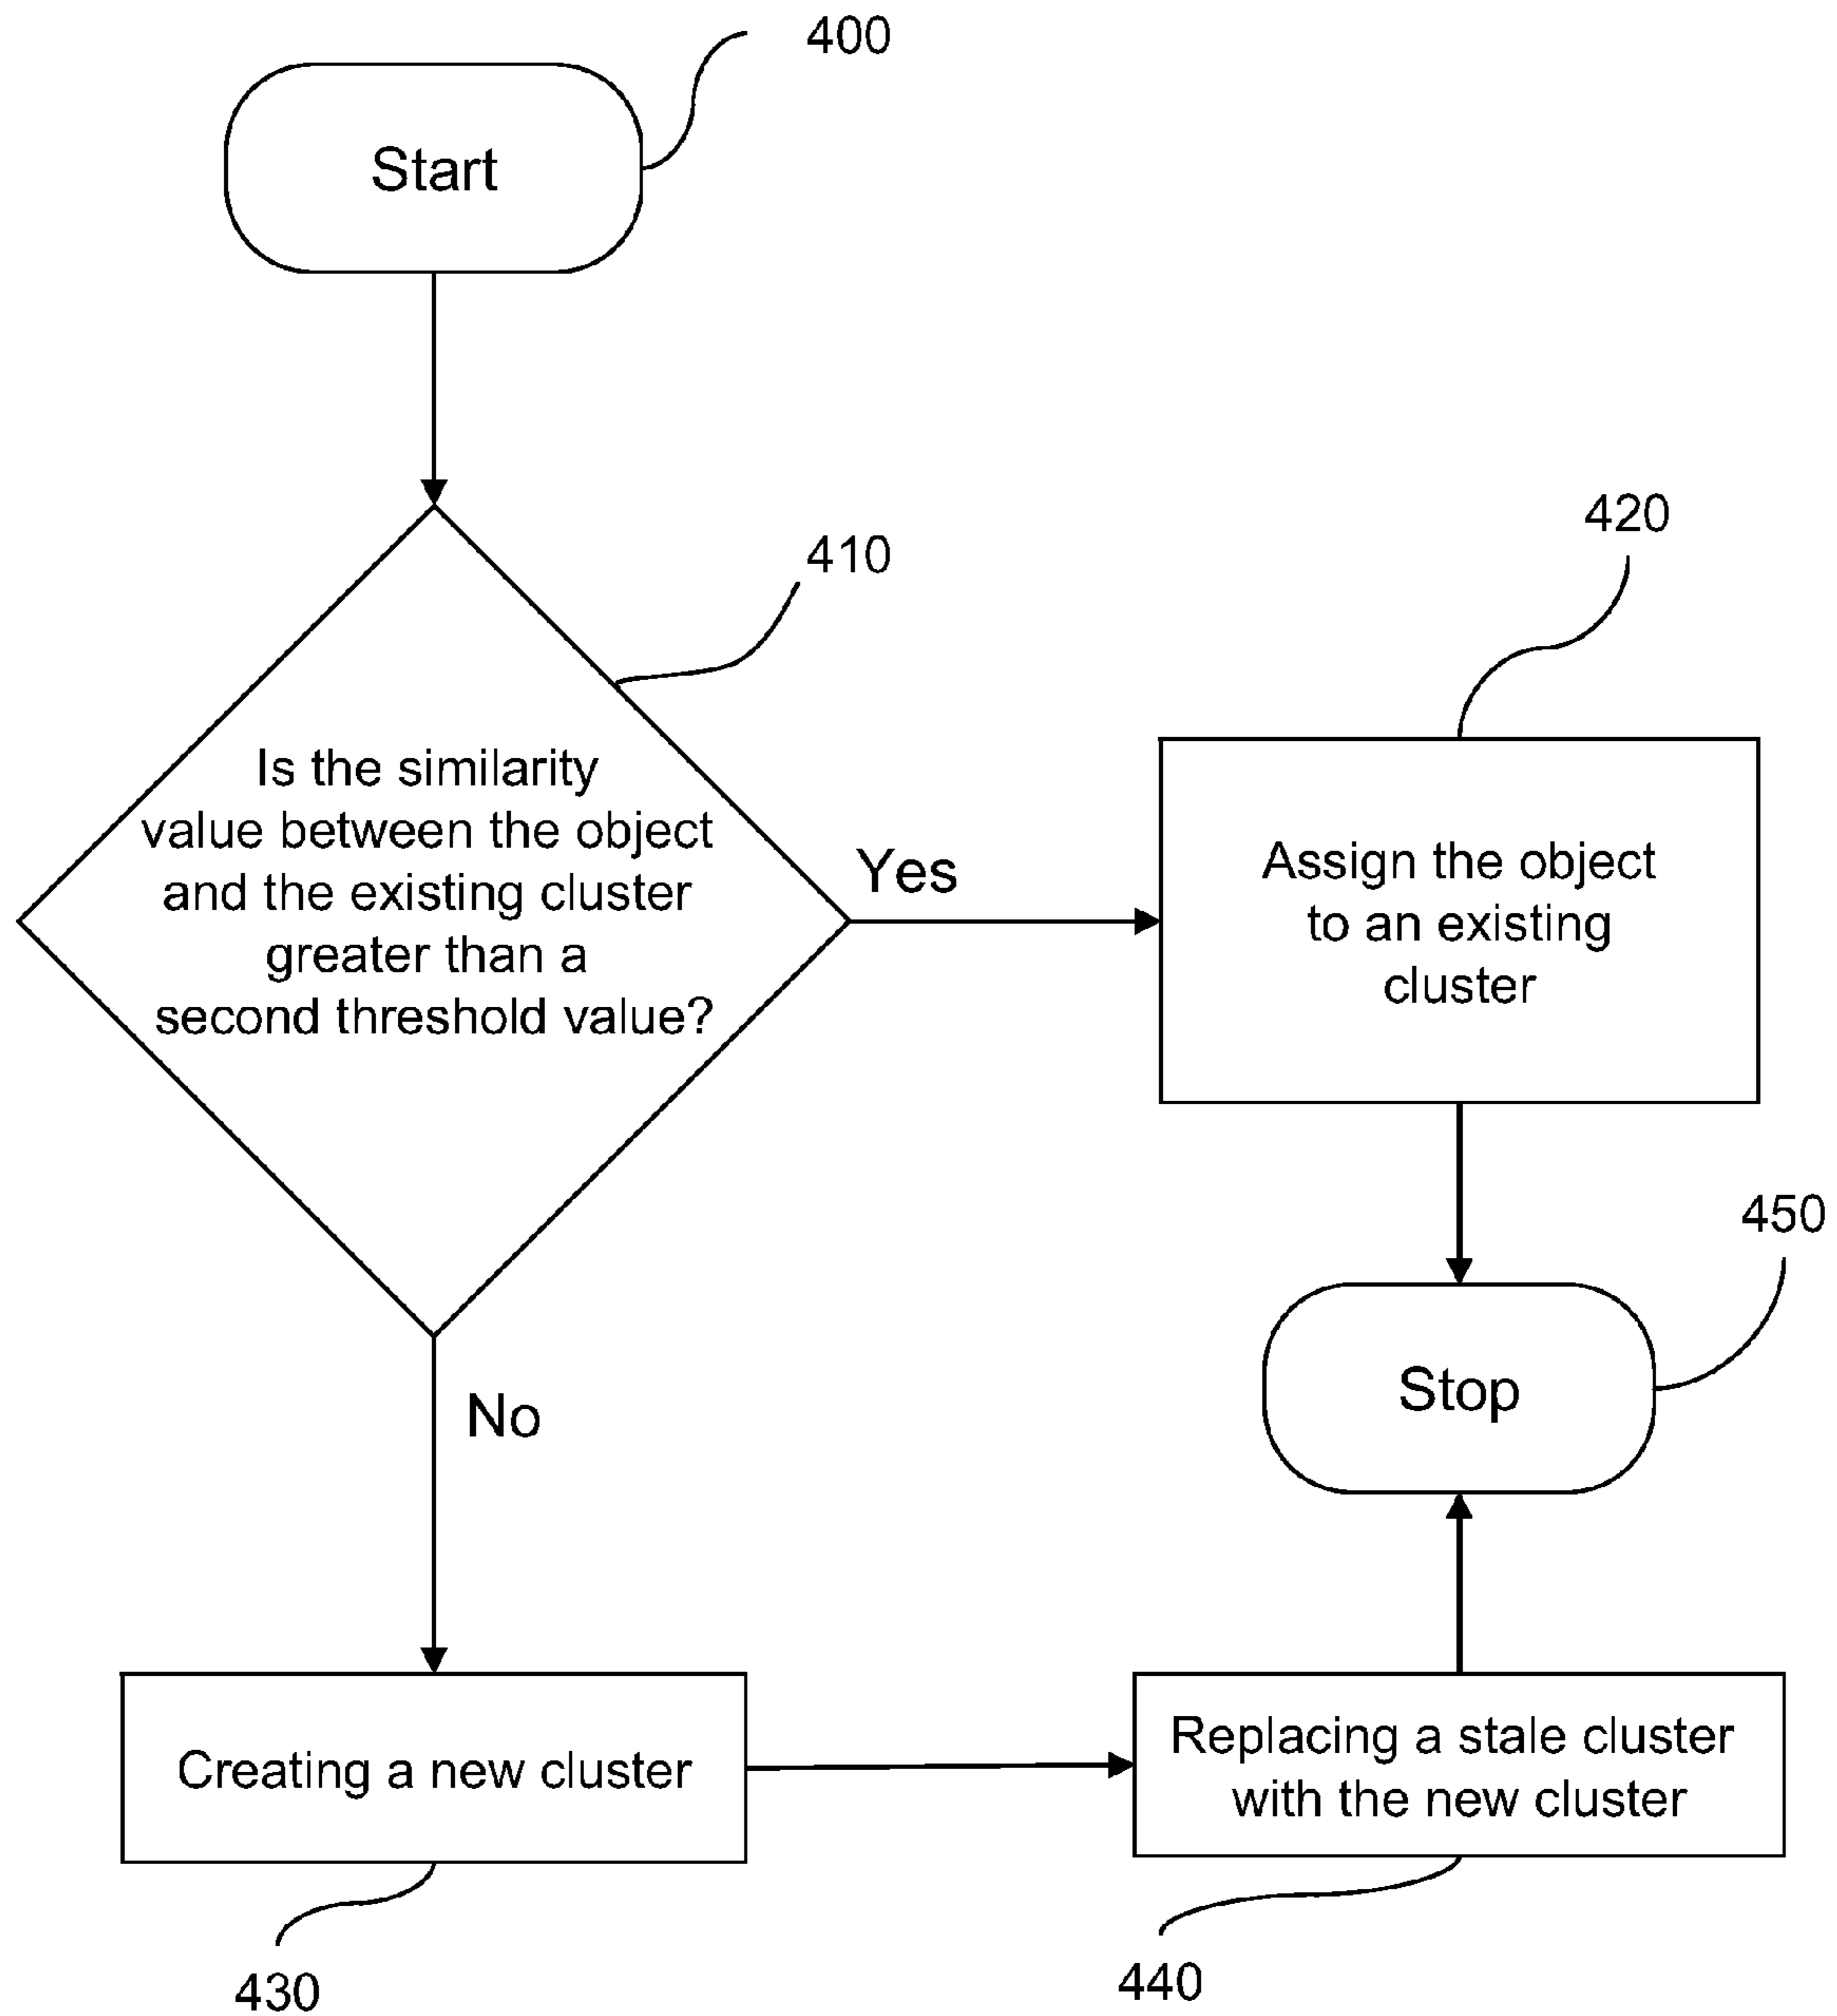 400
Start
410
420
Is the similarity
value between the object
and the existing cluster
greater than a
second threshold value?
Yes
Assign the object
to an existing
cluster
450
Stop
No
Creating a new cluster
Replacing a stale cluster
with the new cluster
430
440